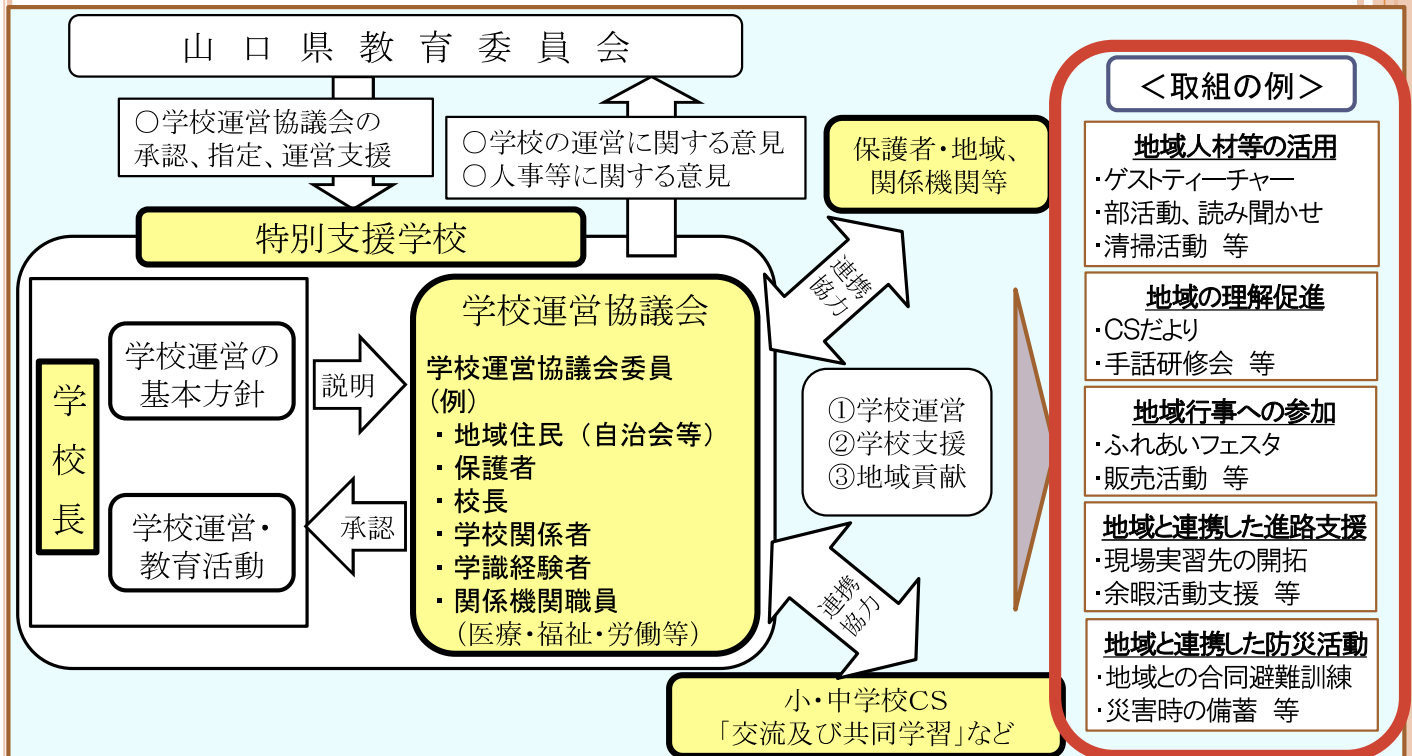 山口県教育委員会
○学校運営協議会の
承認、指定、運営支援
○学校の運営に関する意見
○人事等に関する意見
保護者・地域、
関係機関等
特別支援学校
学校長
学校運営の
基本方針
説明
学校運営・
教育活動
承認
学校運営協議会
学校運営協議会委員
(例)
・地域住民（自治会等）
・保護者
・校長
・学校関係者
・学識経験者
・関係機関職員
（医療・福祉・労働等）
連携
協力
①学校運営
②学校支援
③地域貢献
連携
協力
小・中学校CS
「交流及び共同学習」など
＜取組の例＞
地域人材等の活用
・ゲストティーチャー
・部活動、読み聞かせ
・清掃活動 等
地域の理解促進
・CSだより
・手話研修会 等
地域行事への参加
・ふれあいフェスタ
・販売活動 等
地域と連携した進路支援
・現場実習先の開拓
・余暇活動支援 等
地域と連携した防災活動
・地域との合同避難訓練
・災害時の備蓄 等